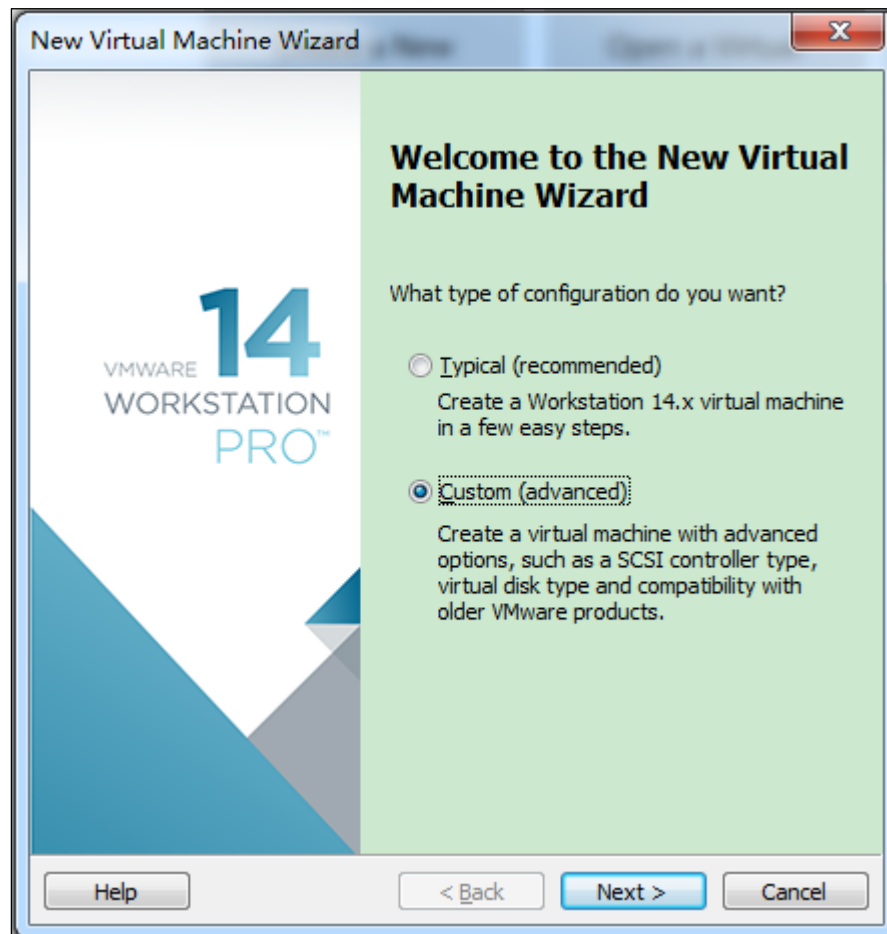 New Virtual Machine Wizard
a New
Open a Virtual
Welcome to the New Virtual
Machine Wizard
What type of configuration do you want?
Typical (recommended)
Create a Workstation 14.x virtual machine
in a few easy steps.
Custom (advanced)
Create a virtual machine with advanced
options, such as a SCSI controller type,
virtual disk type and compatibility with
older VMware products.
14
VMWARE
WORKSTATION
PRO™
Help
< Back
Next >
Cancel